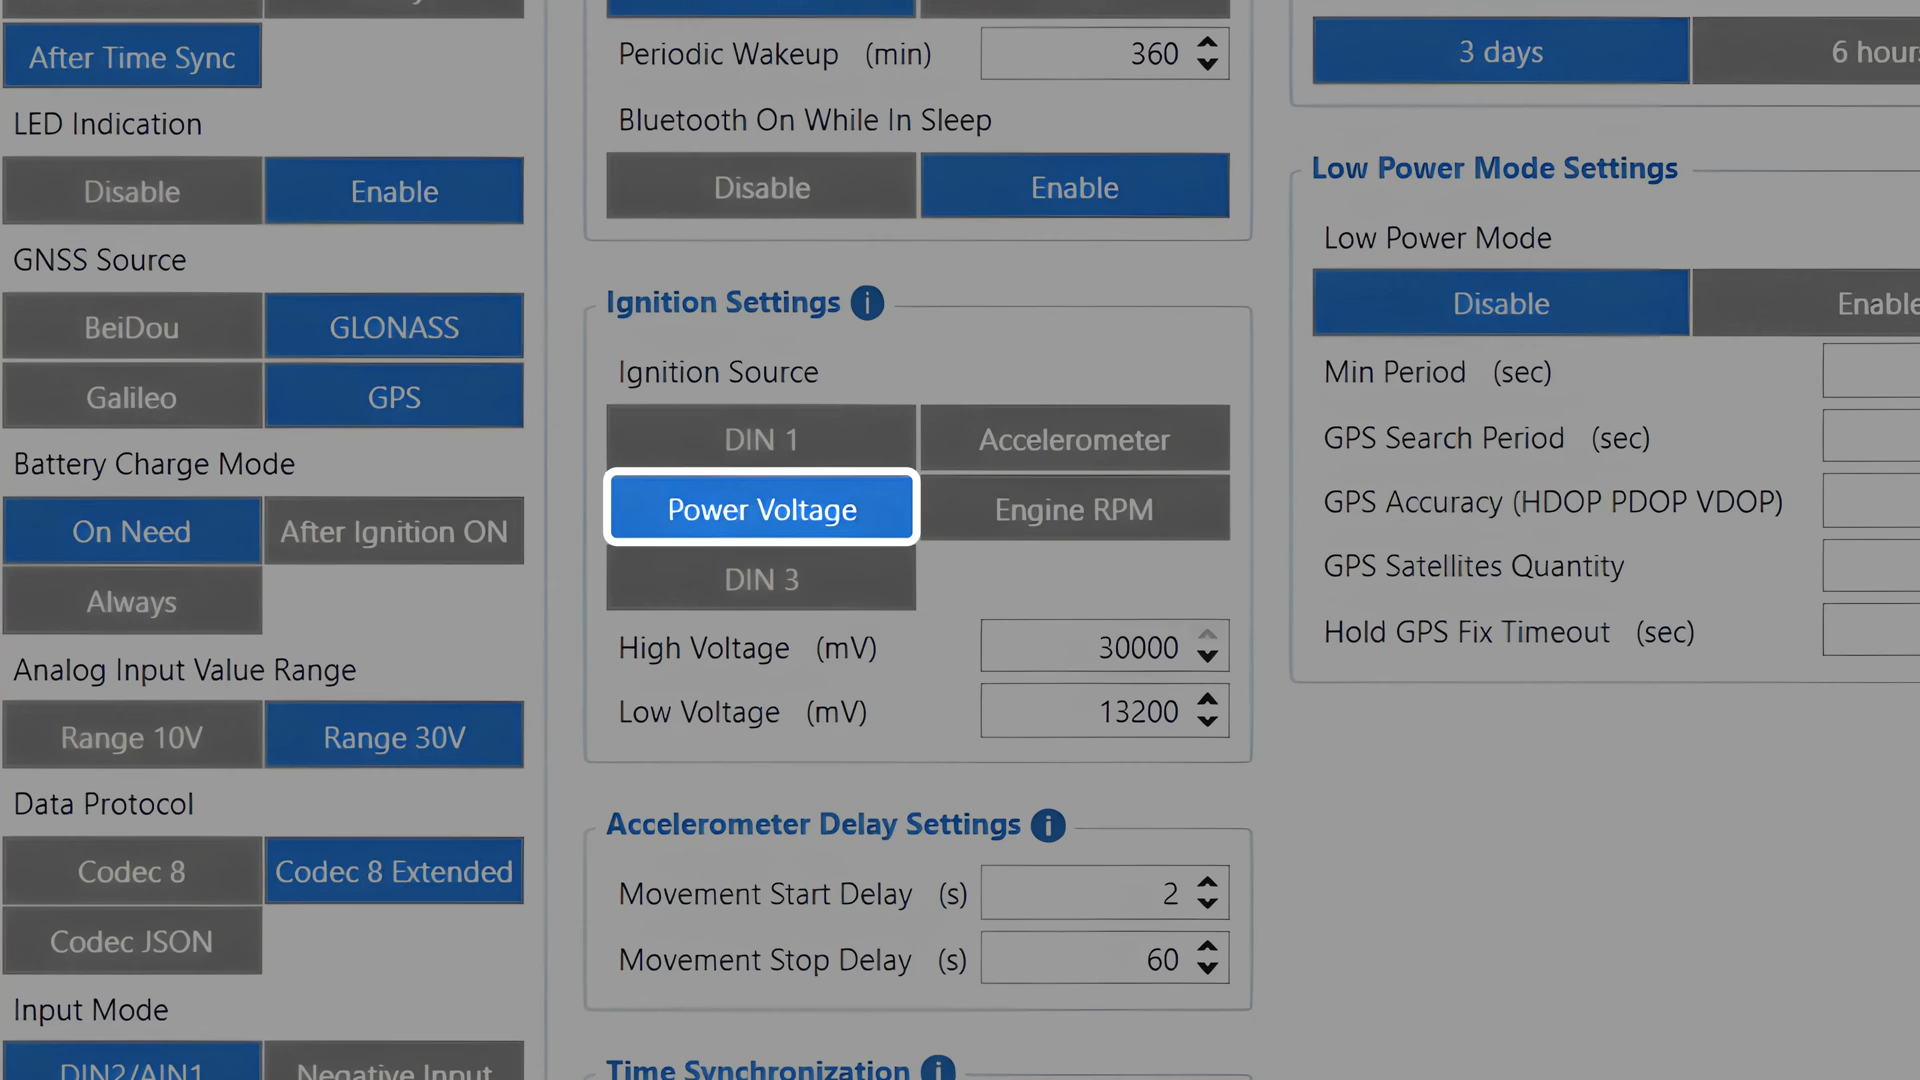 After Time Sync
LED Indication
Disable
Enable
GNSS Source
BeiDou
GLONASS
Galileo
GPS
Battery Charge Mode
On Need
After Ignition ON
Always
Analog Input Value Range
Range 10V
Range 30V
Data Protocol
Codec 8
Codec 8 Extended
Codec JSON
Input Mode
DIN2/AIN1
Negative Input
Periodic Wakeup (min) 360
Bluetooth On While In Sleep
Disable
Enable
Ignition Settings i
Ignition Source
DIN 1
Accelerometer
Power Voltage
Engine RPM
DIN 3
High Voltage (mV) 30000
Low Voltage (mV) 13200
Accelerometer Delay Settings i
Movement Start Delay (s) 2
Movement Stop Delay (s) 60
Time Synchronization i
3 days
6 hours
Low Power Mode Settings
Low Power Mode
Disable
Enable
Min Period (sec)
GPS Search Period (sec)
GPS Accuracy (HDOP PDOP VDOP)
GPS Satellites Quantity
Hold GPS Fix Timeout (sec)